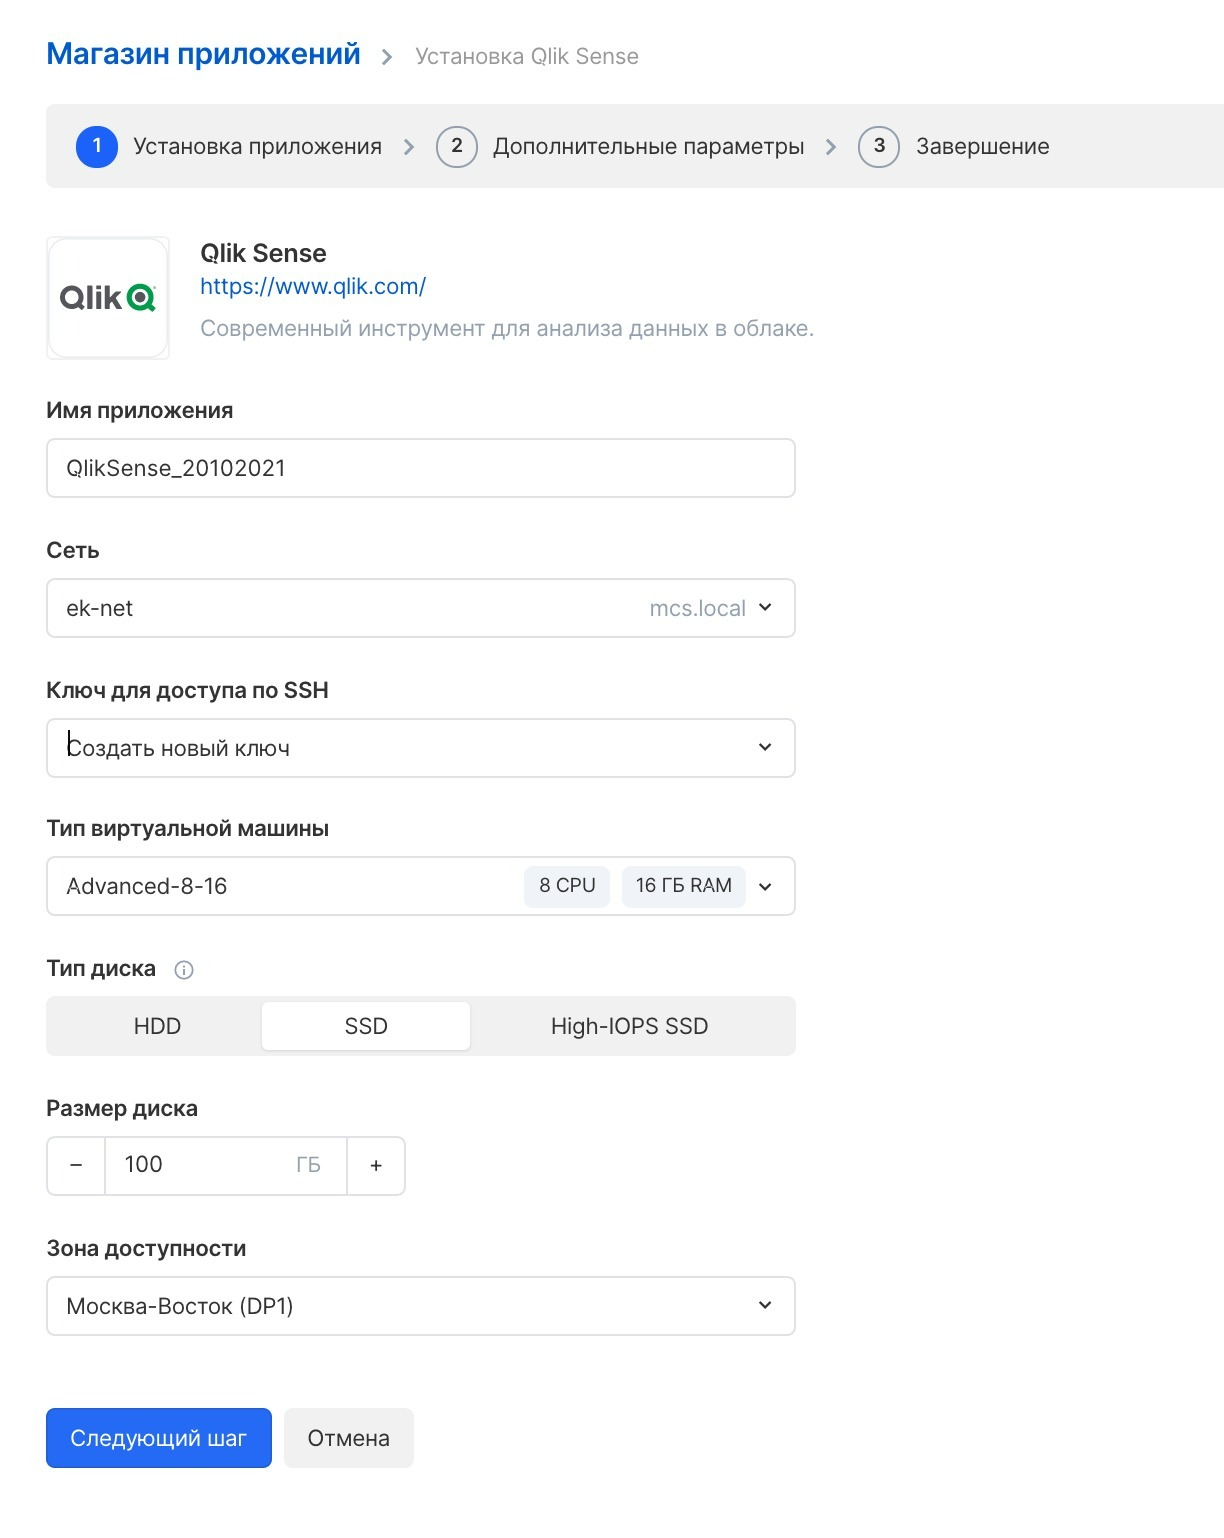 Магазин приложений > Установка Qlik Sense
1 Установка приложения > 2 Дополнительные параметры > 3 Завершение
Qlik
Qlik Sense
https://www.qlik.com/
Современный инструмент для анализа данных в облаке.
Имя приложения
QlikSense_20102021
Сеть
ek-net mcs.local
Ключ для доступа по SSH
Создать новый ключ
Тип виртуальной машины
Advanced-8-16 8 CPU 16 ГБ RAM
Тип диска
HDD SSD High-IOPS SSD
Размер диска
− 100 ГБ +
Зона доступности
Москва-Восток (DP1)
Следующий шаг Отмена